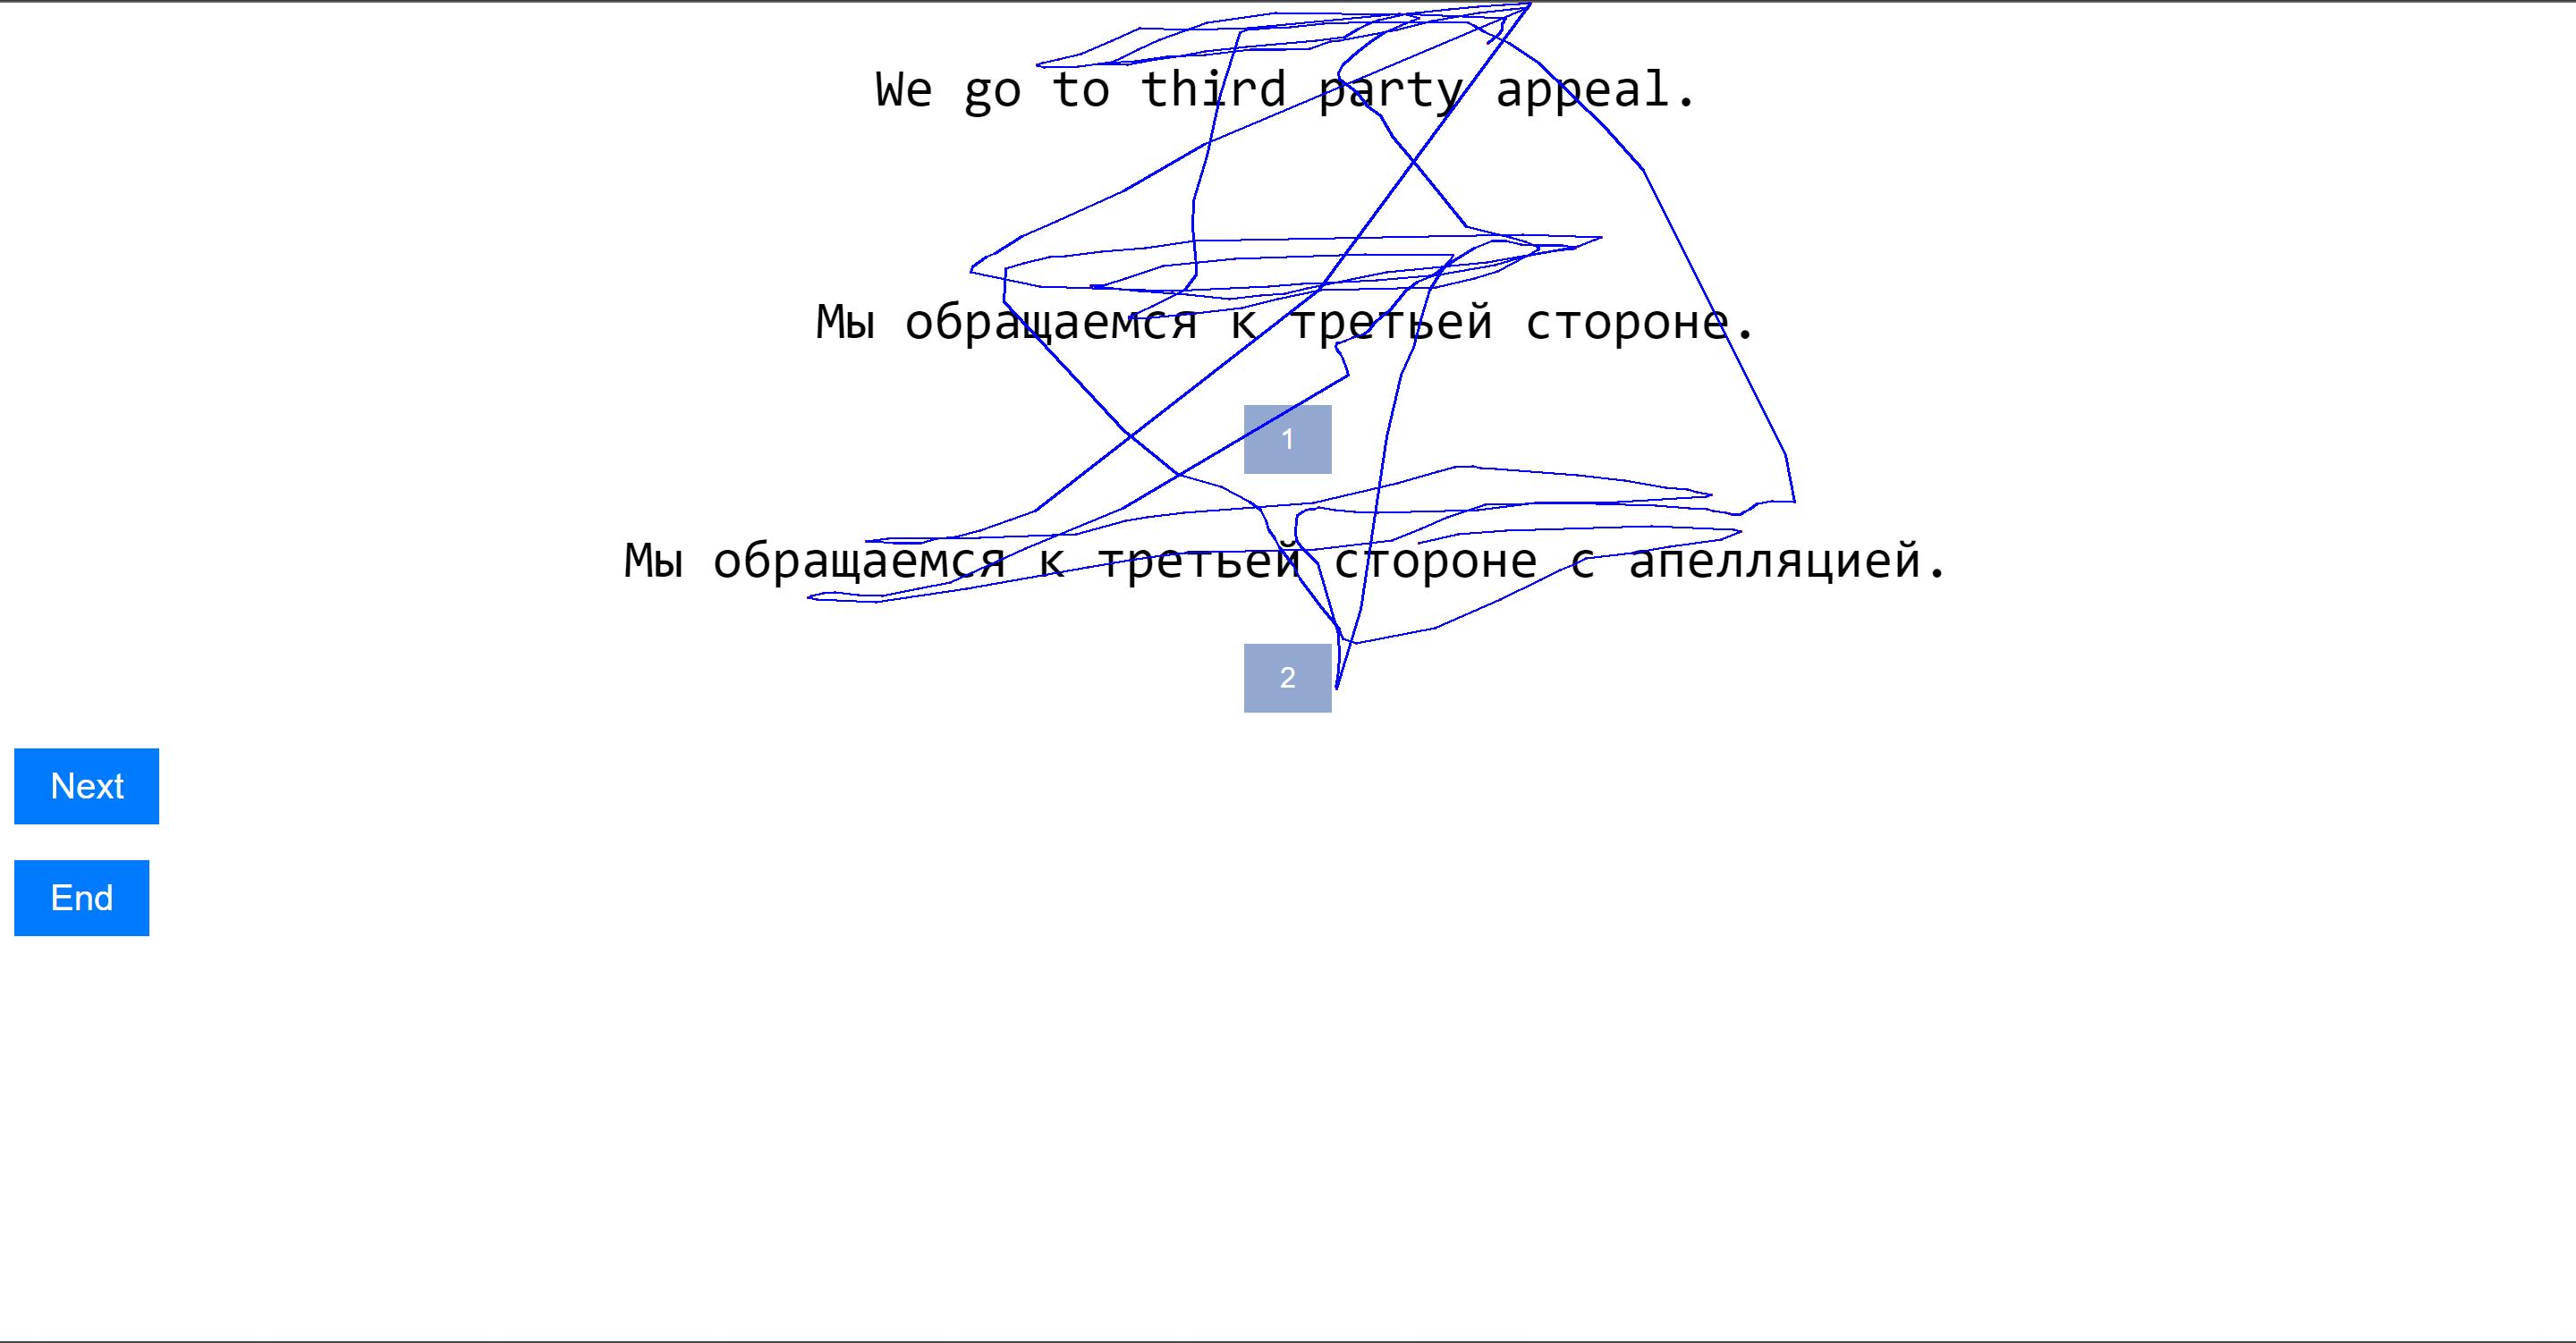 We go to third party appeal.
Мы обращаемся к третьей стороне.
1
Мы обращаемся к третьей стороне с апелляцией.
2
Next
End